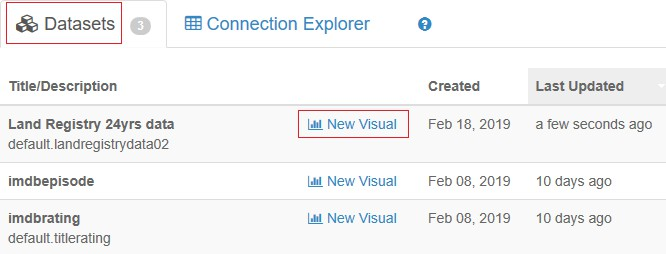 Datasets 3 Connection Explorer ?
Title/Description Created Last Updated
Land Registry 24yrs data New Visual Feb 18, 2019 a few seconds ago
default.landregistrydata02
imdbepisode New Visual Feb 08, 2019 10 days ago
imdbrating New Visual Feb 08, 2019 10 days ago
default.titlerating